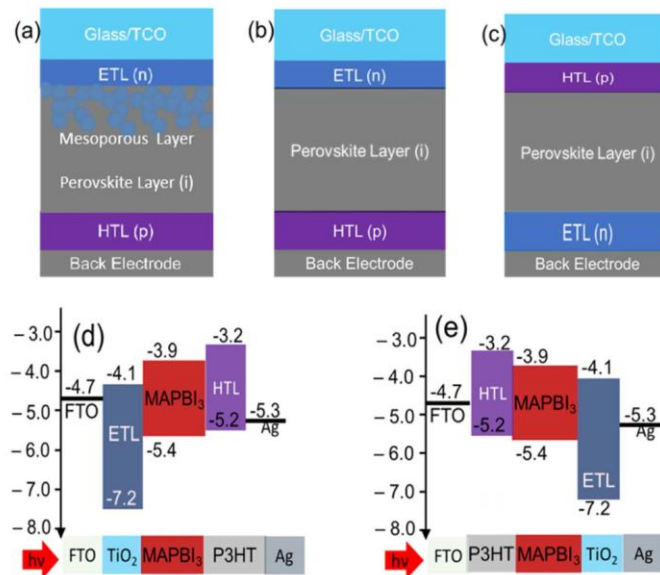 (a)
Glass/TCO
ETL (n)
Mesoporous Layer
Perovskite Layer (i)
HTL (p)
Back Electrode
(b)
Glass/TCO
ETL (n)
Perovskite Layer (i)
HTL (p)
Back Electrode
(c)
Glass/TCO
HTL (p)
Perovskite Layer (i)
ETL (n)
Back Electrode
(d)
– 3.0
– 4.0
-5.0
-6.0
-7.0
– 8.0
-4.7
FTO
-4.1
ETL
-7.2
-3.9
MAPBI3
-5.4
-3.2
HTL
-5.2
-5.3
Ag
hv
FTO
TiO2
MAPBI3
P3HT
Ag
(e)
-3.0
-4.0
-5.0
-6.0
-7.0
– 8.0
-4.7
FTO
-3.2
HTL
-5.2
-3.9
MAPBI3
-5.4
-4.1
ETL
-7.2
-5.3
Ag
hv
FTO
P3HT
MAPBI3
TiO2
Ag